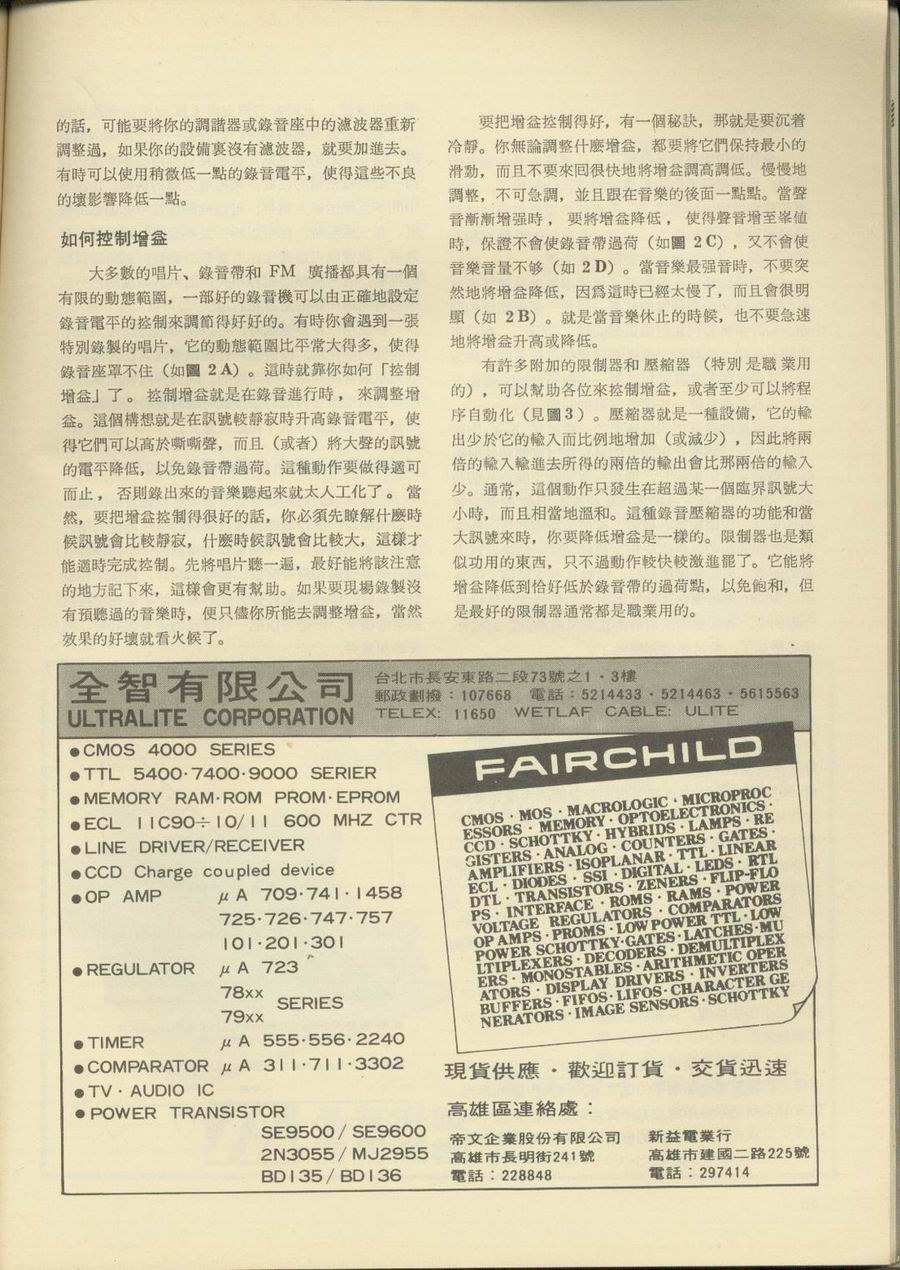 的話，可能要將你的調諧器或錄音座中的濾波器重新
調整過，如果你的設備裏沒有濾波器，就要加進去。
有時可以使用稍微低一點的錄音電平，使得這些不良
的壞影響降低一點。
如何控制增益
大多數的唱片、錄音帶和 FM 廣播都具有一個
有限的動態範圍，一部好的錄音機可以由正確地設定
錄音電平的控制來調節得好好的。有時你會遇到一張
特別錄製的唱片，它的動態範圍比平常大得多，使得
錄音座罩不住（如圖 2A）。這時就靠你如何「控制
增益」了。控制增益就是在錄音進行時，來調整增
益。這個構想就是在訊號較靜寂時升高錄音電平，使
得它們可以高於嘶嘶聲，而且（或者）將大聲的訊號
的電平降低，以免錄音帶過荷。這種動作要做得適可
而止，否則錄出來的音樂聽起來就太人工化了。當
然，要把增益控制得很好的話，你必須先瞭解什麼時
候訊號會比較靜寂，什麼時候訊號會比較大，這樣才
能適時完成控制。先將唱片聽一遍，最好能將該注意
的地方記下來，這樣會更有幫助。如果要現場錄製沒
有預聽過的音樂時，便只儘你所能去調整增益，當然
效果的好壞就看火候了。
要把增益控制得好，有一個秘訣，那就是要沉着
冷靜。你無論調整什麼增益，都要將它們保持最小的
滑動，而且不要來回很快地將增益調高調低。慢慢地
調整，不可急調，並且跟在音樂的後面一點點。當聲
音漸漸增强時，要將增益降低，使得聲音增至峯値
時，保證不會使錄音帶過荷（如圖 2C），又不會使
音樂音量不够（如 2D）。當音樂最强音時，不要突
然地將增益降低，因爲這時已經太慢了，而且會很明
顯（如 2B）。就是當音樂休止的時候，也不要急速
地將增益升高或降低。
有許多附加的限制器和壓縮器（特別是職業用
的），可以幫助各位來控制增益，或者至少可以將程
序自動化（見圖3）。壓縮器就是一種設備，它的輸
出少於它的輸入而比例地增加（或減少），因此將兩
倍的輸入輸進去所得的兩倍的輸出會比那兩倍的輸入
少。通常，這個動作只發生在超過某一個臨界訊號大
小時，而且相當地溫和。這種錄音壓縮器的功能和當
大訊號來時，你要降低增益是一樣的。限制器也是類
似功用的東西，只不過動作較快較激進罷了。它能將
增益降低到恰好低於錄音帶的過荷點，以免飽和，但
是最好的限制器通常都是職業用的。
全智有限公司
ULTRALITE CORPORATION
台北市長安東路二段73號之1・3樓
郵政劃撥：107668 電話：5214433・5214463・5615563
TELEX: 11650 WETLAF CABLE: ULITE
●CMOS 4000 SERIES
●TTL 5400·7400·9000 SERIER
●MEMORY RAM·ROM PROM·EPROM
●ECL 11C90÷10/11 600 MHZ CTR
●LINE DRIVER/RECEIVER
●CCD Charge coupled device
●OP AMP μA 709·741·1458
725·726·747·757
101·201·301
●REGULATOR μA 723
78xx
79xx SERIES
●TIMER μA 555·556·2240
●COMPARATOR μA 311·711·3302
●TV·AUDIO IC
●POWER TRANSISTOR
SE9500/SE9600
2N3055/MJ2955
BD135/BD136
FAIRCHILD
CMOS · MOS · MACROLOGIC · MICROPROC
ESSORS · MEMORY · OPTOELECTRONICS ·
CCD · SCHOTTKY · HYBRIDS · LAMPS · RE
GISTERS · ANALOG · COUNTERS · GATES ·
AMPLIFIERS · ISOPLANAR · TTL · LINEAR
ECL · DIODES · SSI · DIGITAL · LEDS · RTL
DTL · TRANSISTORS · ZENERS · FLIP-FLO
PS · INTERFACE · ROMS · RAMS · POWER
VOLTAGE REGULATORS · COMPARATORS
OP AMPS · PROMS · LOW POWER TTL · LOW
POWER SCHOTTKY·GATES · LATCHES · MU
LTIPLEXERS · DECODERS · DEMULTIPLEX
ERS · MONOSTABLES · ARITHMETIC OPER
ATORS · DISPLAY DRIVERS · INVERTERS
BUFFERS · FIFOS · LIFOS · CHARACTER GE
NERATORS · IMAGE SENSORS · SCHOTTKY
現貨供應・歡迎訂貨・交貨迅速
高雄區連絡處：
帝文企業股份有限公司
高雄市長明街241號
電話：228848
新益電業行
高雄市建國二路225號
電話：297414